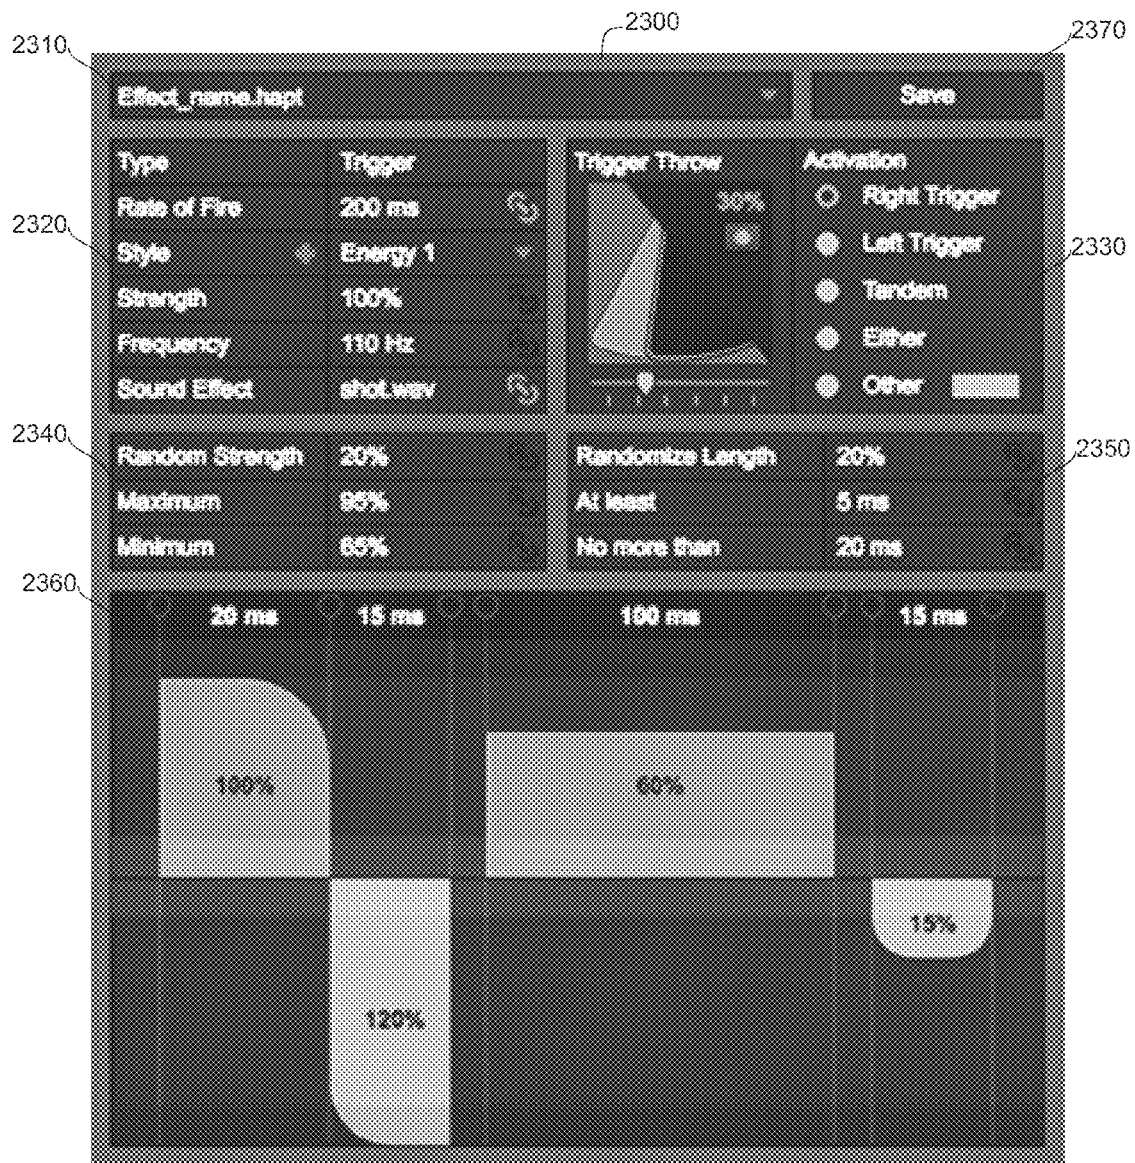 2300
2310
2370
Effect_name.hapt
Save
Type Trigger
Rate of Fire 200 ms
2320
Style Energy 1
Strength 100%
Frequency 110 Hz
Sound Effect shot.wav
Trigger Throw
30%
Activation
Right Trigger
Left Trigger
2330
Tandem
Either
Other
2340
Random Strength 20%
Maximum 95%
Minimum 65%
Randomize Length 20%
2350
At least 5 ms
No more than 20 ms
2360
20 ms 15 ms 100 ms 15 ms
100% 60%
15%
120%